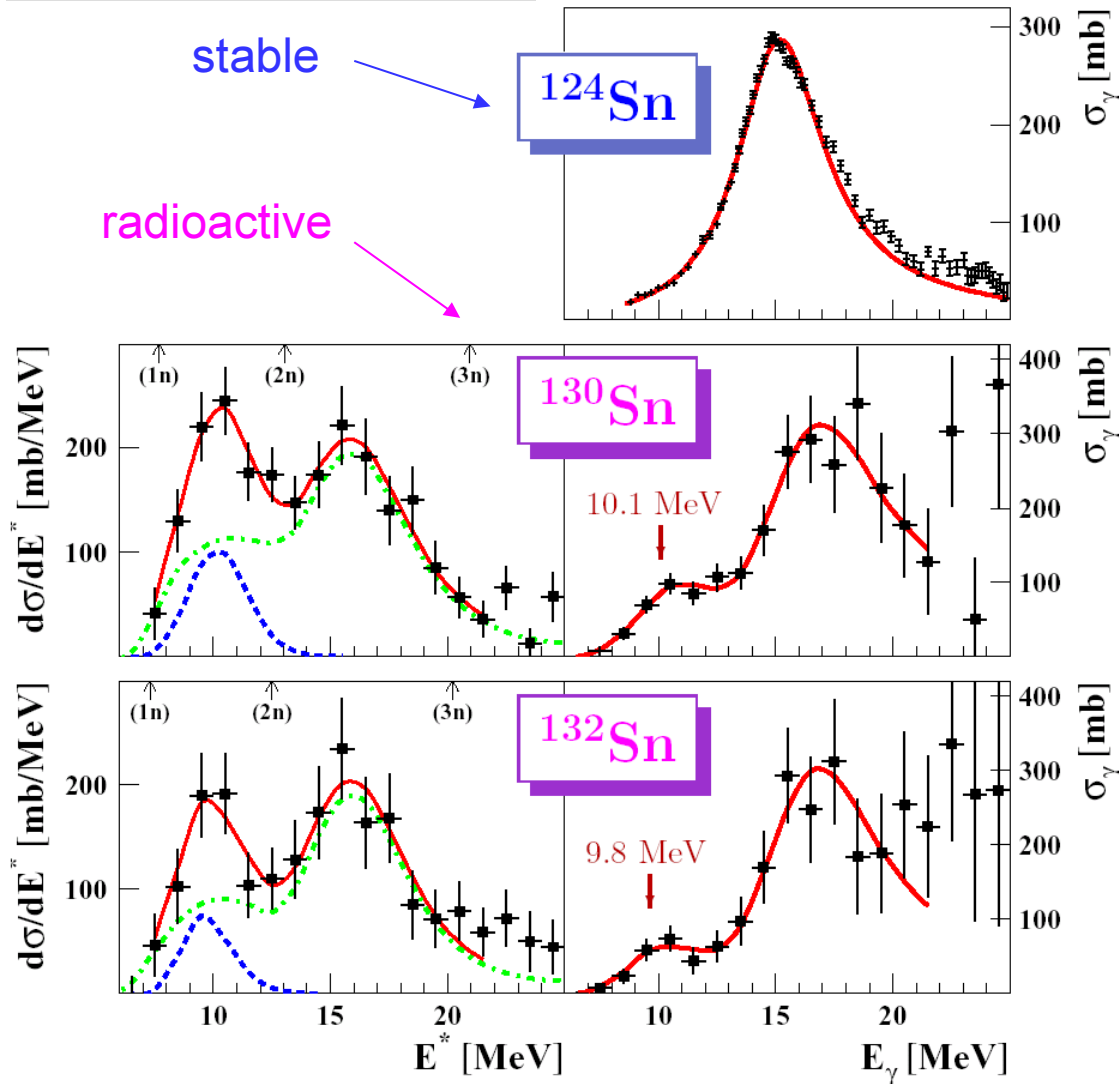 stable
¹²⁴Sn
300
200
100
σγ [mb]
radioactive
(1n) (2n) (3n)
¹³⁰Sn
dσ/dE* [mb/MeV]
200
100
10.1 MeV
400
300
200
100
σγ [mb]
(1n) (2n) (3n)
¹³²Sn
dσ/dE* [mb/MeV]
200
100
9.8 MeV
400
300
200
100
σγ [mb]
10 15 20
E* [MeV]
10 15 20
Eγ [MeV]